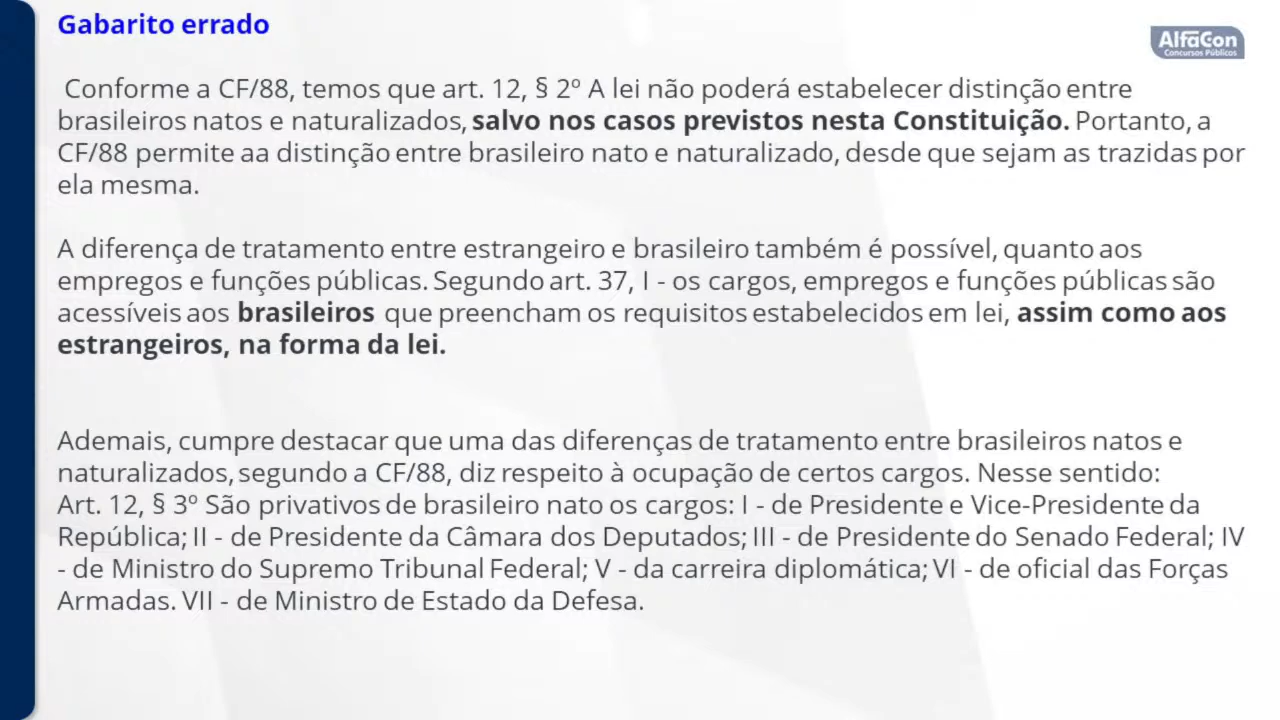 Gabarito errado
AlfaCon
Concursos Públicos
Conforme a CF/88, temos que art. 12, § 2º A lei não poderá estabelecer distinção entre
brasileiros natos e naturalizados, salvo nos casos previstos nesta Constituição. Portanto, a
CF/88 permite aa distinção entre brasileiro nato e naturalizado, desde que sejam as trazidas por
ela mesma.
A diferença de tratamento entre estrangeiro e brasileiro também é possível, quanto aos
empregos e funções públicas. Segundo art. 37, I - os cargos, empregos e funções públicas são
acessíveis aos brasileiros que preencham os requisitos estabelecidos em lei, assim como aos
estrangeiros, na forma da lei.
Ademais, cumpre destacar que uma das diferenças de tratamento entre brasileiros natos e
naturalizados, segundo a CF/88, diz respeito à ocupação de certos cargos. Nesse sentido:
Art. 12, § 3º São privativos de brasileiro nato os cargos: I - de Presidente e Vice-Presidente da
República; II - de Presidente da Câmara dos Deputados; III - de Presidente do Senado Federal; IV
- de Ministro do Supremo Tribunal Federal; V - da carreira diplomática; VI - de oficial das Forças
Armadas. VII - de Ministro de Estado da Defesa.